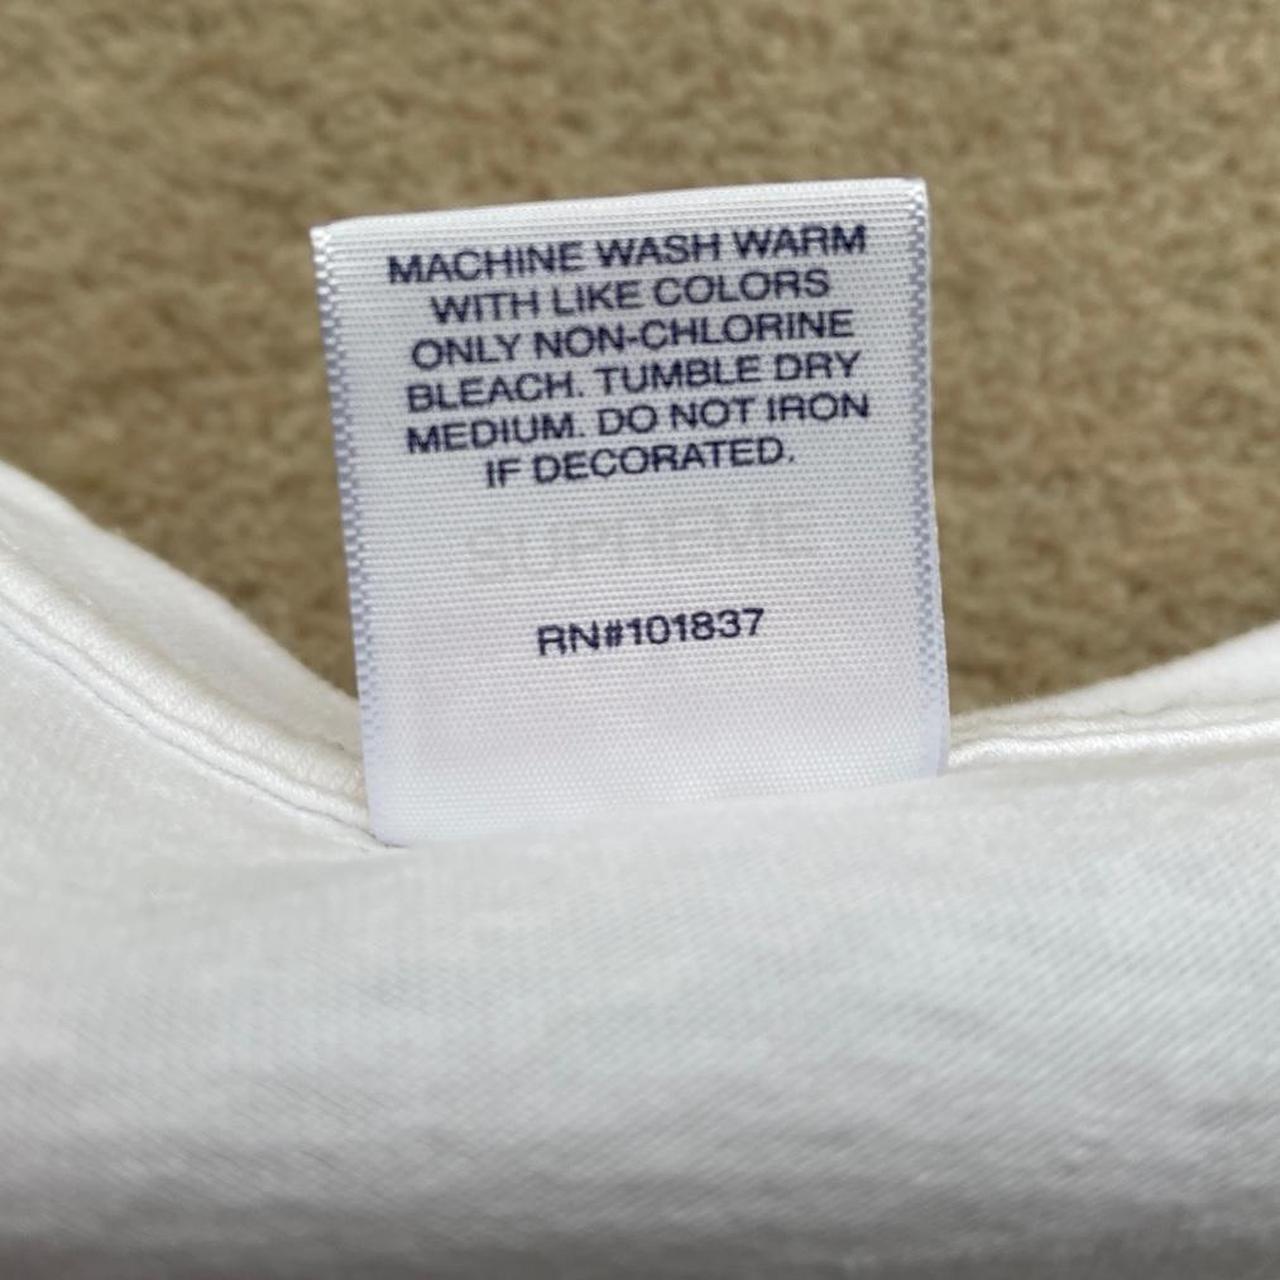 MACHINE WASH WARM
WITH LIKE COLORS
ONLY NON-CHLORINE
BLEACH. TUMBLE DRY
MEDIUM. DO NOT IRON
IF DECORATED.
SUPREME
RN#101837